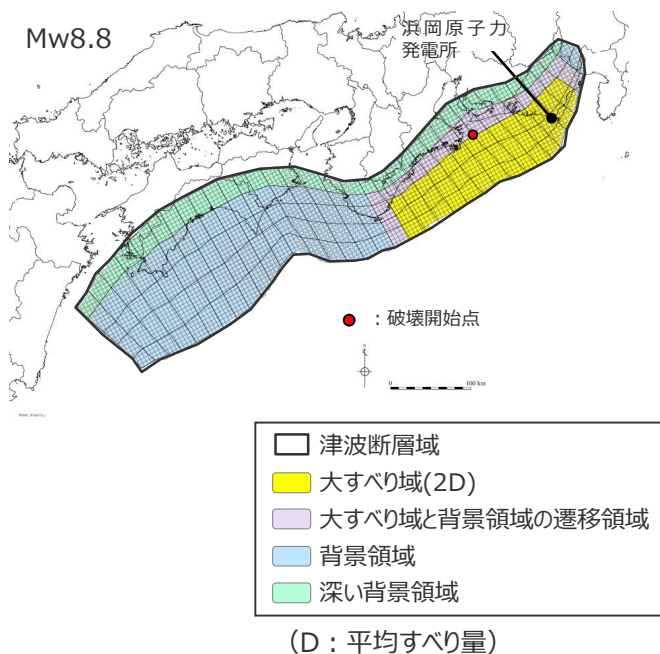 Mw8.8
浜岡原子力
発電所
：破壊開始点
N
0 100 km
津波断層域
大すべり域(2D)
大すべり域と背景領域の遷移領域
背景領域
深い背景領域
（D：平均すべり量）